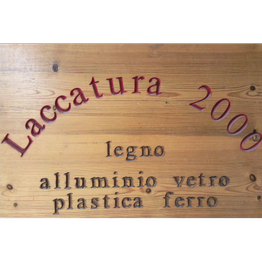 Laccatura 2000
legno
alluminio vetro
plastica ferro